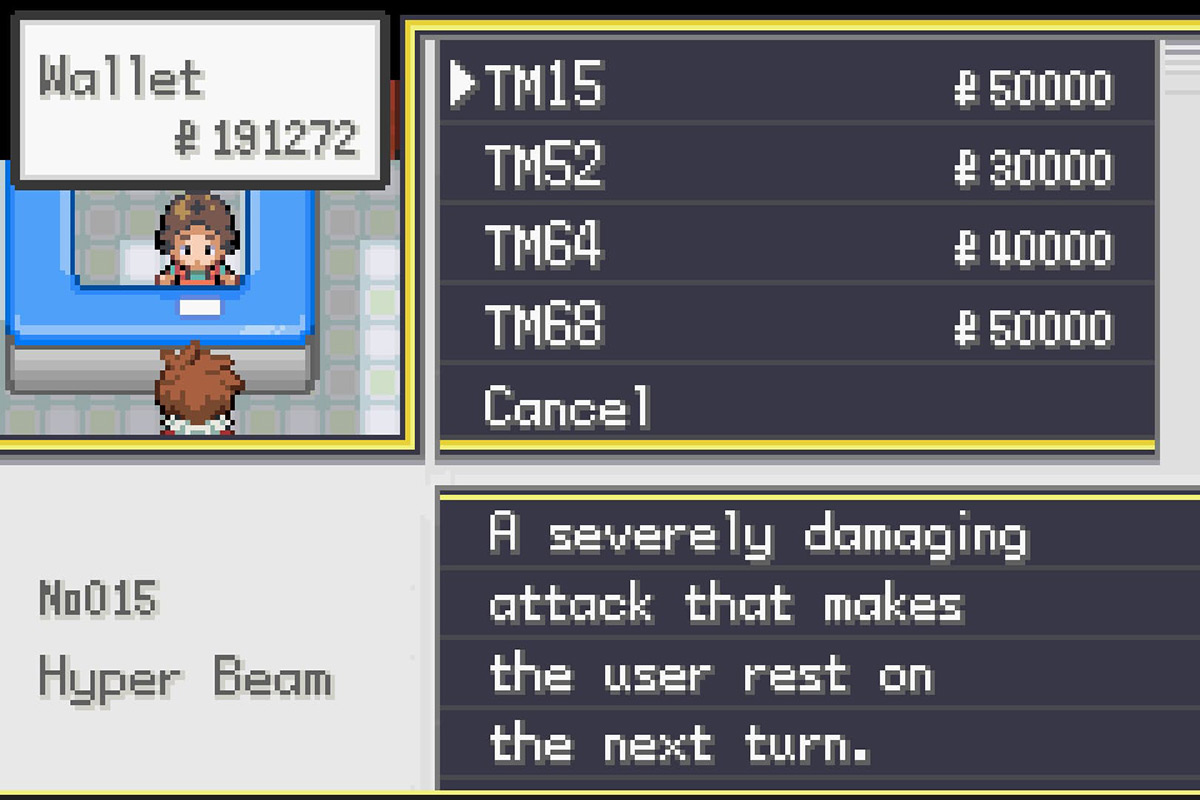 Wallet
₽ 191272
TM15 ₽ 50000
TM52 ₽ 30000
TM64 ₽ 40000
TM68 ₽ 50000
Cancel
No015
Hyper Beam
A severely damaging
attack that makes
the user rest on
the next turn.